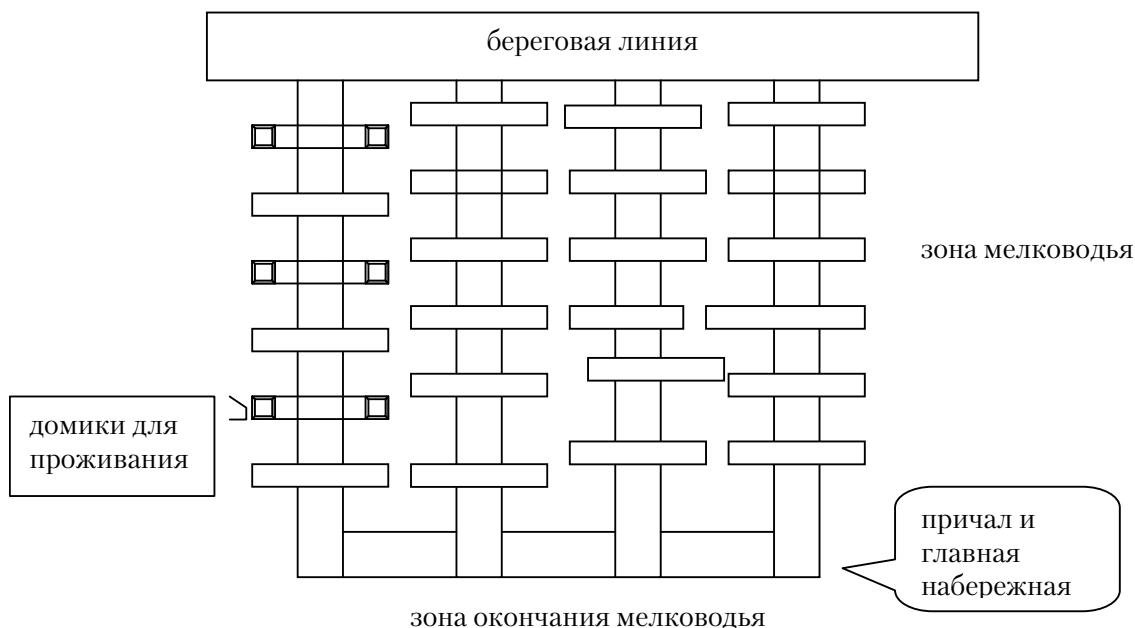 береговая линия
зона мелководья
домики для
проживания
причал и
главная
набережная
зона окончания мелководья